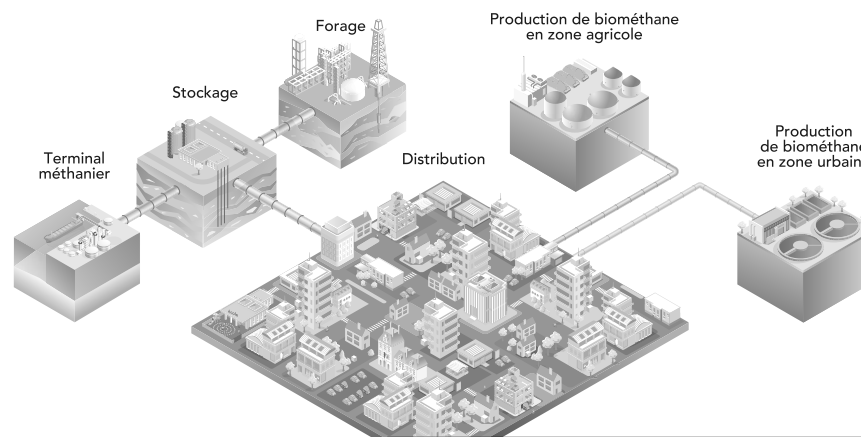 Production de biométhane
en zone agricole
Forage
Stockage
Production
de biométhane
en zone urbain
Terminal
méthanier
Distribution